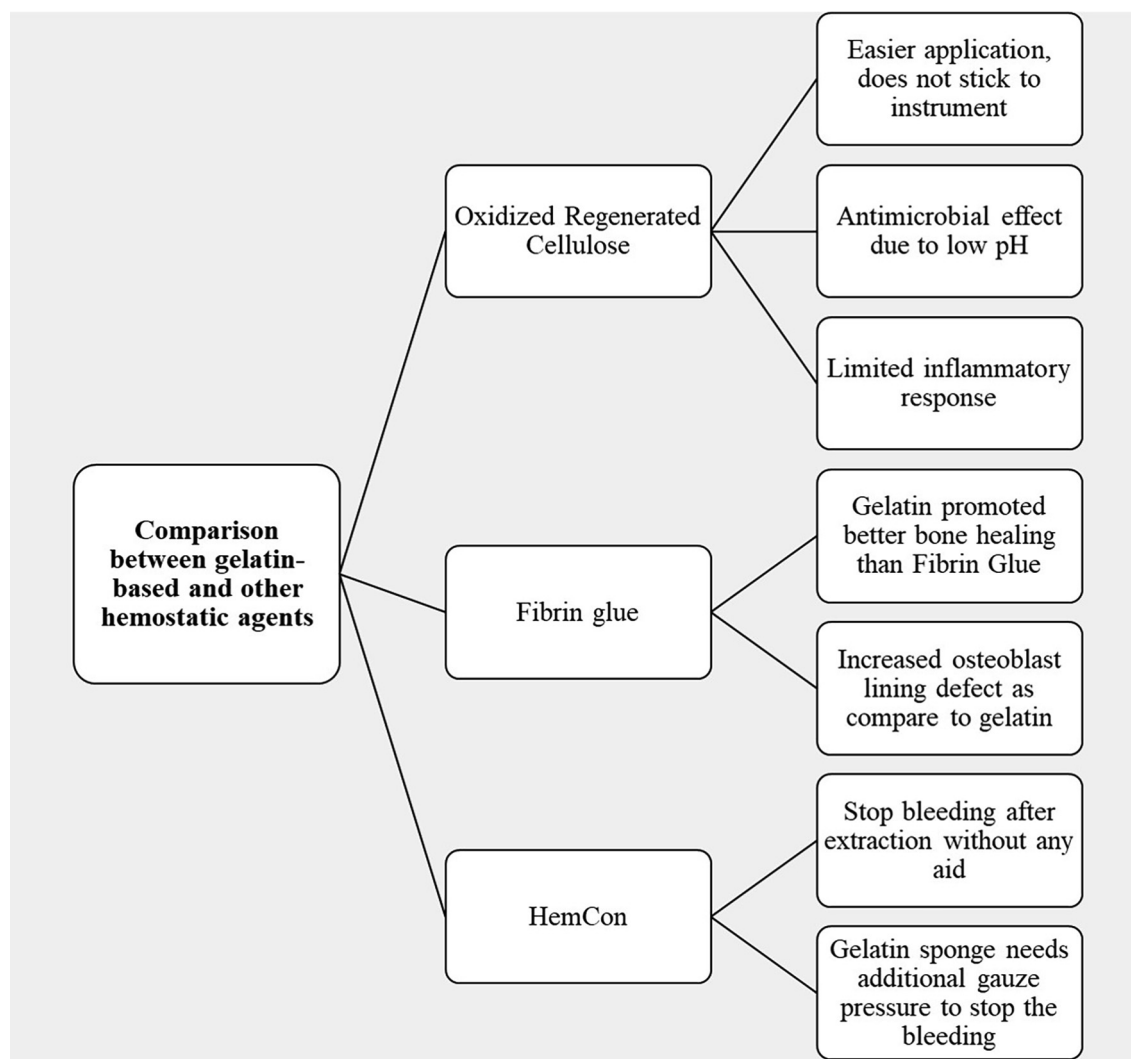 Comparison
between gelatin-
based and other
hemostatic agents
Oxidized Regenerated
Cellulose
Easier application,
does not stick to
instrument
Antimicrobial effect
due to low pH
Limited inflammatory
response
Fibrin glue
Gelatin promoted
better bone healing
than Fibrin Glue
Increased osteoblast
lining defect as
compare to gelatin
HemCon
Stop bleeding after
extraction without any
aid
Gelatin sponge needs
additional gauze
pressure to stop the
bleeding